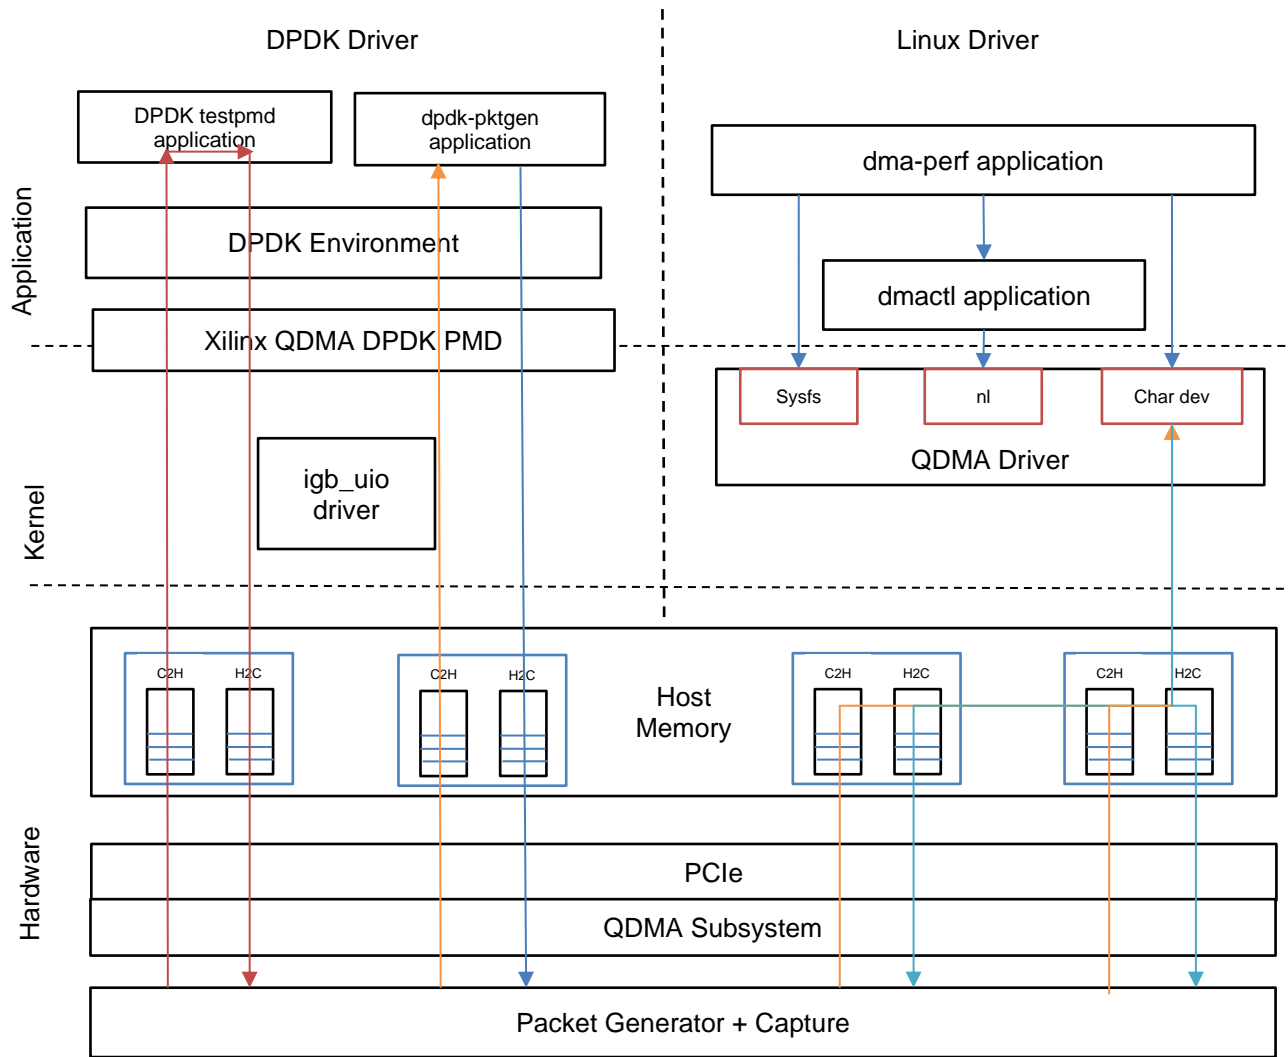 DPDK Driver
Linux Driver
DPDK testpmd
application
dpdk-pktgen
application
dma-perf application
Application
DPDK Environment
dmactl application
Xilinx QDMA DPDK PMD
Sysfs
nl
Char dev
QDMA Driver
igb_uio
driver
Kernel
C2H
H2C
C2H
H2C
Host
Memory
C2H
H2C
C2H
H2C
Hardware
PCIe
QDMA Subsystem
Packet Generator + Capture